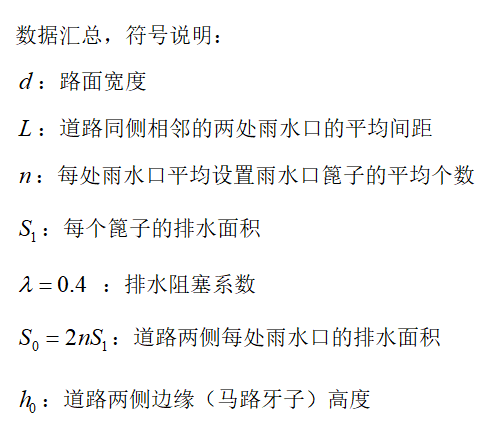 数据汇总，符号说明：
d：路面宽度
L：道路同侧相邻的两处雨水口的平均间距
n：每处雨水口平均设置雨水口篦子的平均个数
S₁：每个篦子的排水面积
λ = 0.4 ：排水阻塞系数
S₀ = 2nS₁：道路两侧每处雨水口的排水面积
h₀：道路两侧边缘（马路牙子）高度